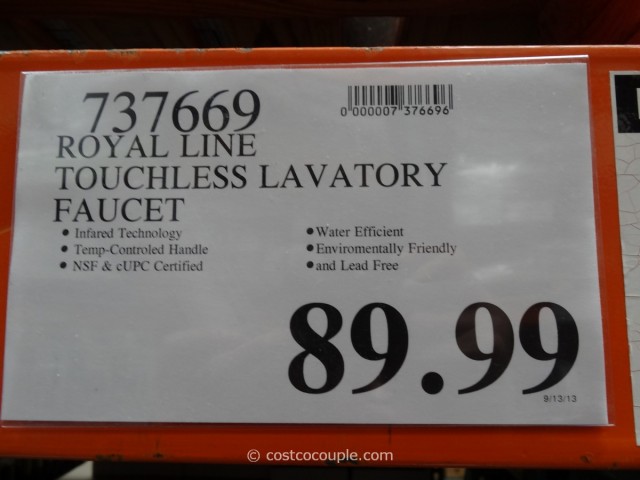 737669
0 000007 376696
ROYAL LINE
TOUCHLESS LAVATORY
FAUCET
• Infared Technology
• Temp-Controled Handle
• NSF & cUPC Certified
• Water Efficient
• Enviromentally Friendly
• and Lead Free
89.99
9/13/13
© costcocouple.com